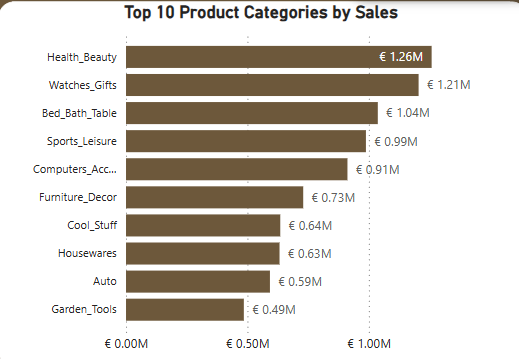 Top 10 Product Categories by Sales
Health_Beauty € 1.26M
Watches_Gifts € 1.21M
Bed_Bath_Table € 1.04M
Sports_Leisure € 0.99M
Computers_Acc... € 0.91M
Furniture_Decor € 0.73M
Cool_Stuff € 0.64M
Housewares € 0.63M
Auto € 0.59M
Garden_Tools € 0.49M
€ 0.00M € 0.50M € 1.00M